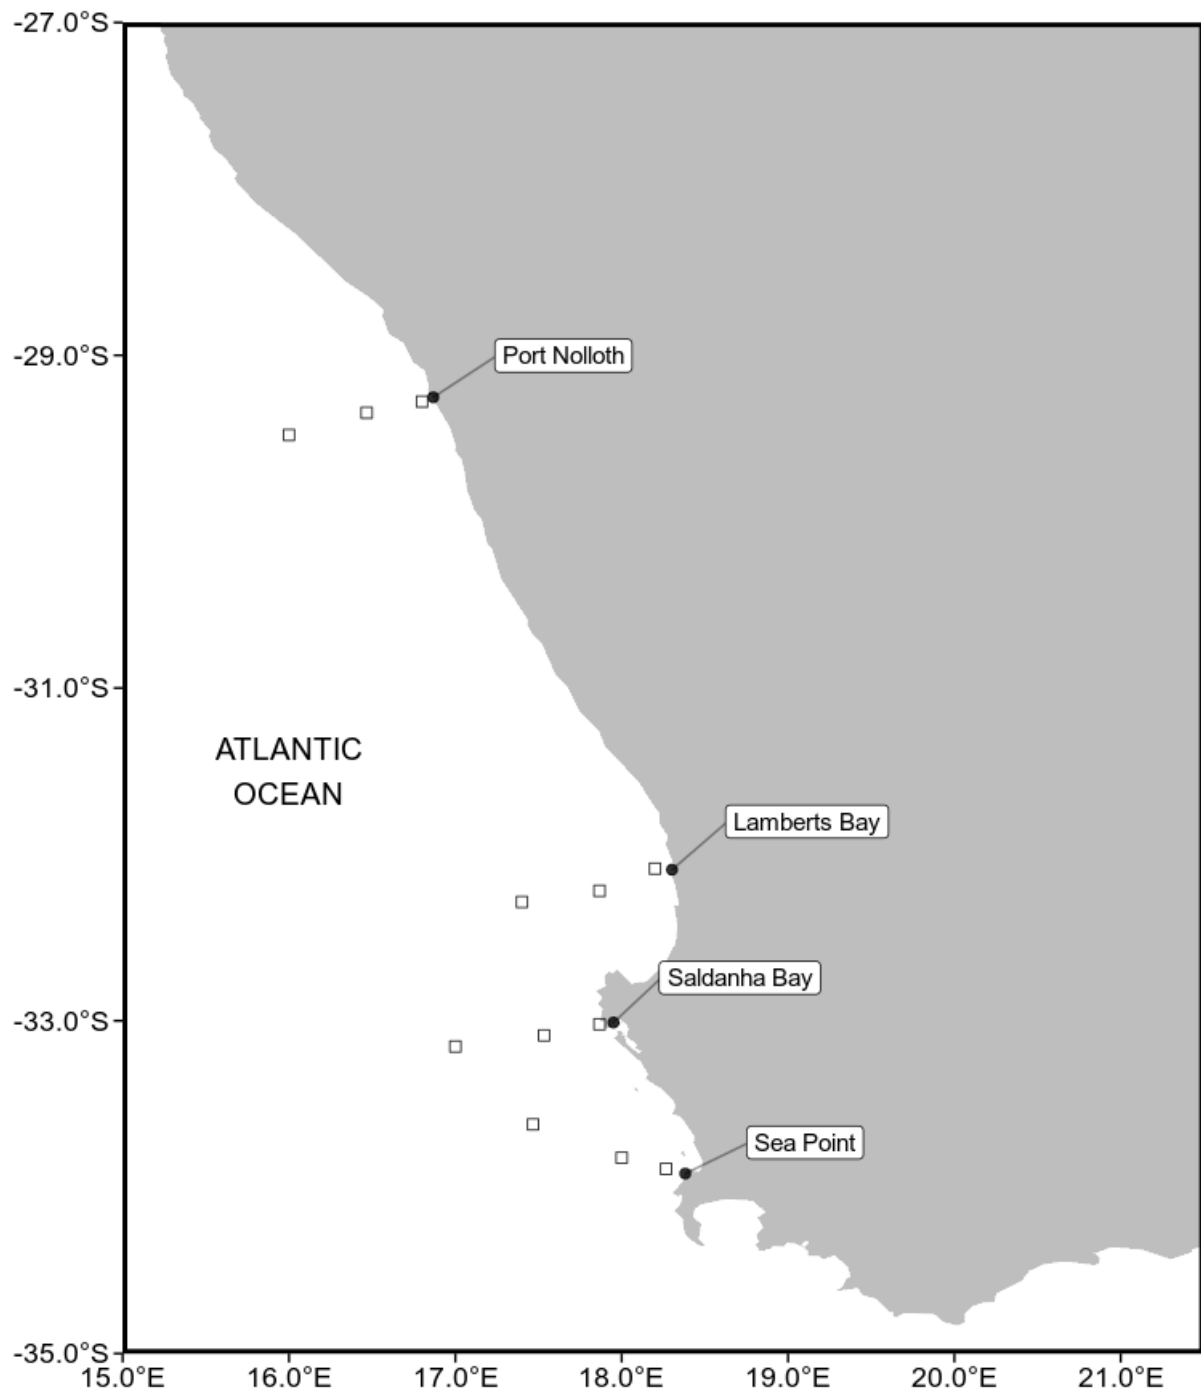 -27.0°S
-29.0°S
Port Nolloth
-31.0°S
ATLANTIC
OCEAN
Lamberts Bay
Saldanha Bay
-33.0°S
Sea Point
-35.0°S
15.0°E 16.0°E 17.0°E 18.0°E 19.0°E 20.0°E 21.0°E